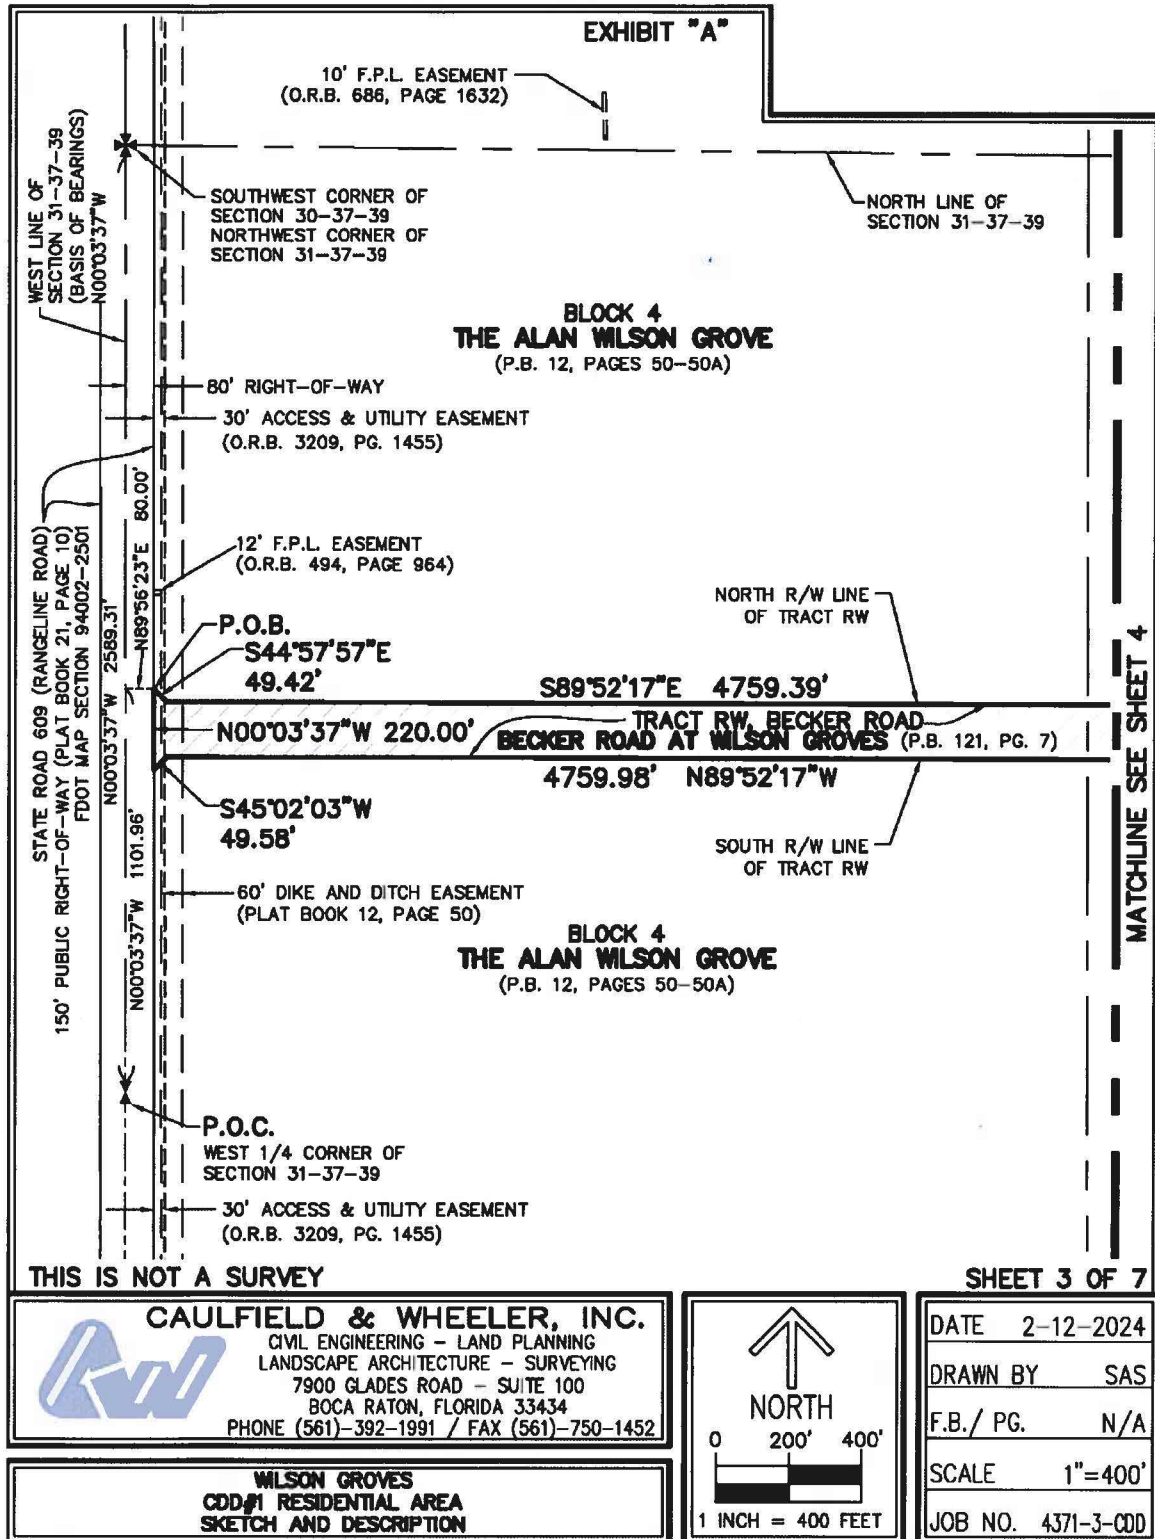 EXHIBIT "A"
10' F.P.L. EASEMENT
(O.R.B. 686, PAGE 1632)
WEST LINE OF
SECTION 31-37-39
(BASIS OF BEARINGS)
N00°03'37"W
SOUTHWEST CORNER OF
SECTION 30-37-39
NORTHWEST CORNER OF
SECTION 31-37-39
NORTH LINE OF
SECTION 31-37-39
BLOCK 4
THE ALAN WILSON GROVE
(P.B. 12, PAGES 50-50A)
80' RIGHT-OF-WAY
30' ACCESS & UTILITY EASEMENT
(O.R.B. 3209, PG. 1455)
STATE ROAD 609 (RANGELINE ROAD)
150' PUBLIC RIGHT-OF-WAY (PLAT BOOK 21, PAGE 10)
FDOT MAP SECTION 94002-2501
N00°03'37"W 2589.31'
N89°56'23"E 80.00'
12' F.P.L. EASEMENT
(O.R.B. 494, PAGE 964)
NORTH R/W LINE
OF TRACT RW
P.O.B.
S44°57'57"E
49.42'
S89°52'17"E 4759.39'
N00°03'37"W 220.00'
TRACT RW, BECKER ROAD
BECKER ROAD AT WILSON GROVES (P.B. 121, PG. 7)
4759.98' N89°52'17"W
S45°02'03"W
49.58'
SOUTH R/W LINE
OF TRACT RW
MATCHLINE SEE SHEET 4
N00°03'37"W 1101.96'
60' DIKE AND DITCH EASEMENT
(PLAT BOOK 12, PAGE 50)
BLOCK 4
THE ALAN WILSON GROVE
(P.B. 12, PAGES 50-50A)
P.O.C.
WEST 1/4 CORNER OF
SECTION 31-37-39
30' ACCESS & UTILITY EASEMENT
(O.R.B. 3209, PG. 1455)
THIS IS NOT A SURVEY
SHEET 3 OF 7
CAULFIELD & WHEELER, INC.
CIVIL ENGINEERING - LAND PLANNING
LANDSCAPE ARCHITECTURE - SURVEYING
7900 GLADES ROAD - SUITE 100
BOCA RATON, FLORIDA 33434
PHONE (561)-392-1991 / FAX (561)-750-1452
WILSON GROVES
CDD#1 RESIDENTIAL AREA
SKETCH AND DESCRIPTION
NORTH
0 200' 400'
1 INCH = 400 FEET
DATE 2-12-2024
DRAWN BY SAS
F.B./ PG. N/A
SCALE 1"=400'
JOB NO. 4371-3-CDD